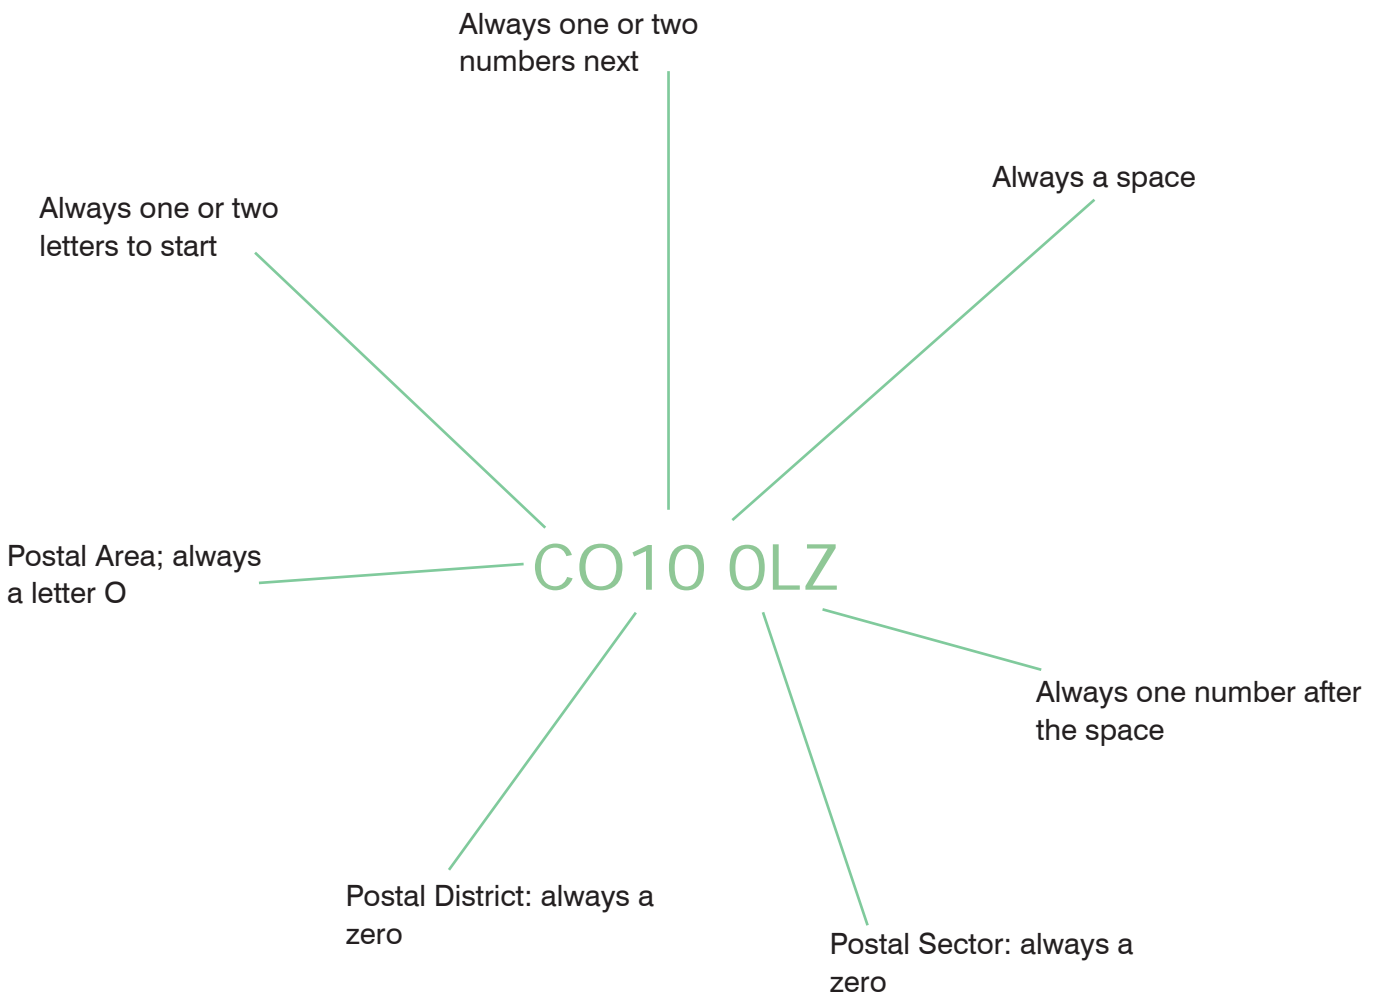 Always one or two
numbers next
Always a space
Always one or two
letters to start
Postal Area; always
a letter O
CO10 0LZ
Always one number after
the space
Postal District: always a
zero
Postal Sector: always a
zero